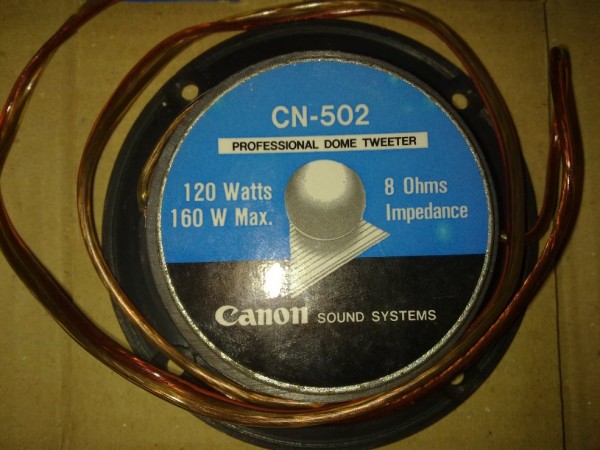 CN-502
PROFESSIONAL DOME TWEETER
120 Watts
160 W Max.
8 Ohms
Impedance
Canon SOUND SYSTEMS